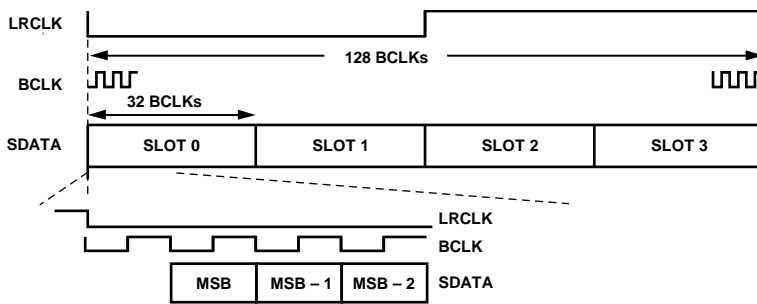 LRCLK
128 BCLKs
BCLK
32 BCLKs
SDATA SLOT 0 SLOT 1 SLOT 2 SLOT 3
LRCLK
BCLK
MSB MSB – 1 MSB – 2 SDATA